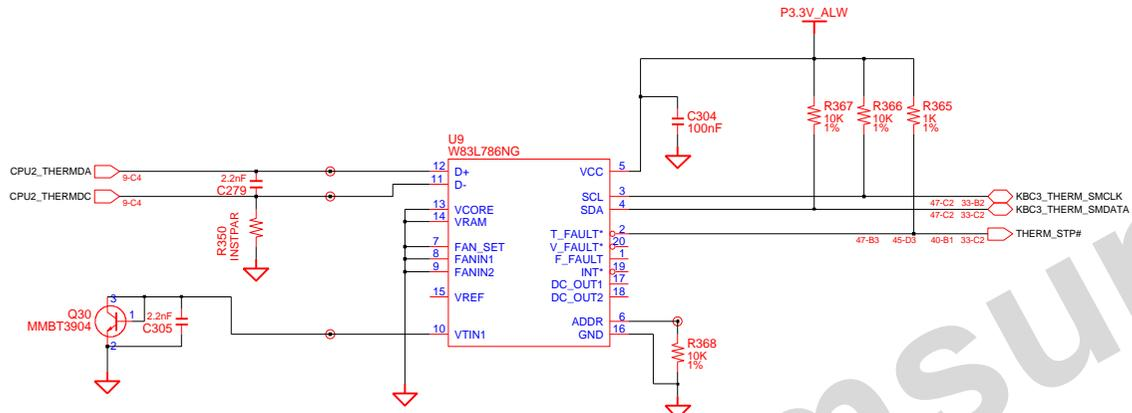 P3.3V_ALW
R367
10K
1%
R366
10K
1%
R365
1K
1%
C304
100nF
U9
W83L786NG
CPU2_THERMDA
9-C4
2.2nF
C279
CPU2_THERMDC
9-C4
R350
INSTPAR
12 D+
11 D-
13 VCORE
14 VRAM
7 FAN_SET
8 FANIN1
9 FANIN2
15 VREF
10 VTIN1
VCC 5
SCL 3
SDA 4
T_FAULT* 2
V_FAULT* 20
F_FAULT 1
INT* 19
DC_OUT1 17
DC_OUT2 18
ADDR 6
GND 16
KBC3_THERM_SMCLK
47-C2 33-B2
KBC3_THERM_SMDATA
47-C2 33-C2
THERM_STP#
47-B3 45-D3 40-B1 33-C2
Q30
MMBT3904
3
1
2
2.2nF
C305
R368
10K
1%
msun